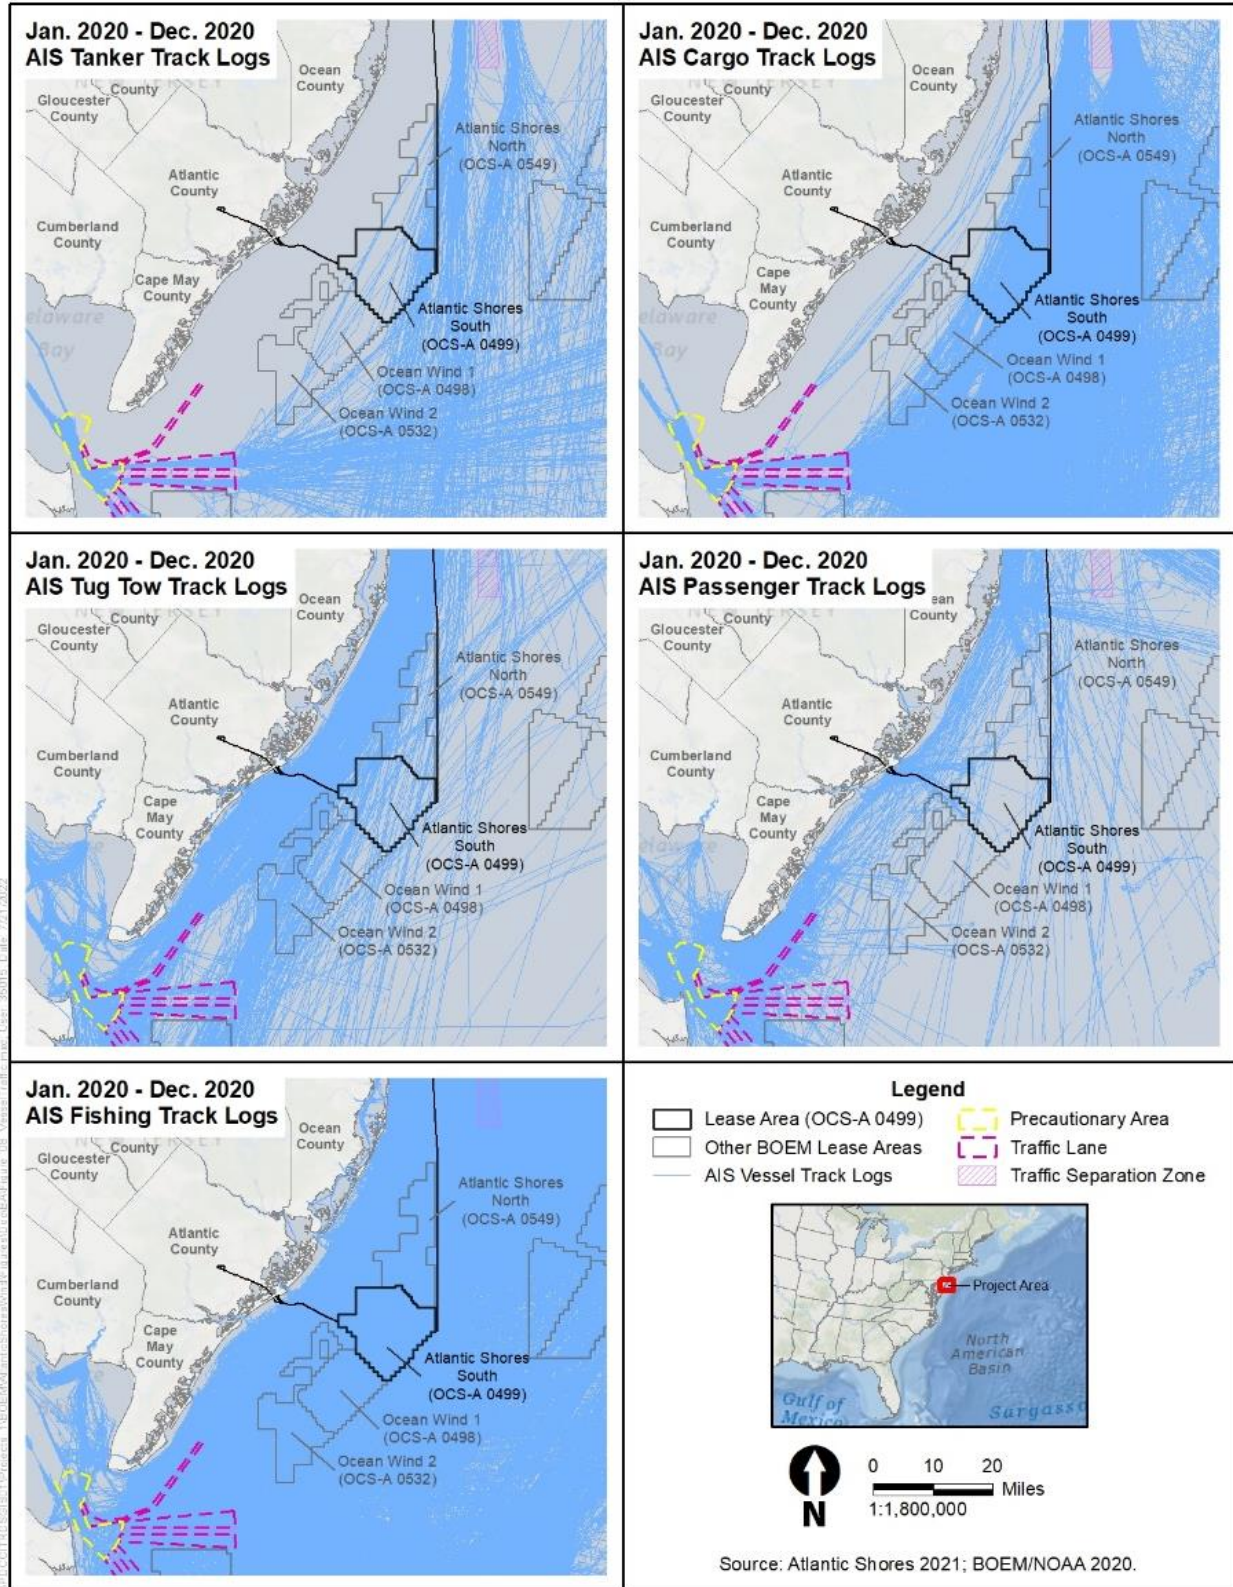 Jan. 2020 - Dec. 2020
AIS Tanker Track Logs
County
Ocean
County
Gloucester
County
Atlantic
County
Cumberland
County
Cape May
County
Bay
Atlantic Shores
North
(OCS-A 0549)
Atlantic Shores
South
(OCS-A 0499)
Ocean Wind 1
(OCS-A 0498)
Ocean Wind 2
(OCS-A 0532)
Jan. 2020 - Dec. 2020
AIS Cargo Track Logs
County
Ocean
County
Gloucester
County
Atlantic
County
Cumberland
County
Cape
May
County
elaware
Bay
Atlantic Shores
North
(OCS-A 0549)
Atlantic Shores
South
(OCS-A 0499)
Ocean Wind 1
(OCS-A 0498)
Ocean Wind 2
(OCS-A 0532)
Jan. 2020 - Dec. 2020
AIS Tug Tow Track Logs
County
Ocean
County
Gloucester
County
Atlantic
County
Cumberland
County
Cape
May
County
Atlantic Shores
North
(OCS-A 0549)
Atlantic Shores
South
(OCS-A 0499)
Ocean Wind 1
(OCS-A 0498)
Ocean Wind 2
(OCS-A 0532)
Jan. 2020 - Dec. 2020
AIS Passenger Track Logs
County
ean
County
Gloucester
County
Atlantic
County
Cumberland
County
Cape
May
County
Atlantic Shores
North
(OCS-A 0549)
Atlantic Shores
South
(OCS-A 0499)
Ocean Wind 1
(OCS-A 0498)
Ocean Wind 2
(OCS-A 0532)
Jan. 2020 - Dec. 2020
AIS Fishing Track Logs
County
Ocean
County
Gloucester
County
Atlantic
County
Cumberland
County
Cape
May
County
Atlantic Shores
North
(OCS-A 0549)
Atlantic Shores
South
(OCS-A 0499)
Ocean Wind 1
(OCS-A 0498)
Ocean Wind 2
(OCS-A 0532)
Legend
Lease Area (OCS-A 0499)
Other BOEM Lease Areas
AIS Vessel Track Logs
Precautionary Area
Traffic Lane
Traffic Separation Zone
Project Area
North
American
Basin
Gulf of
Mexico
Sargasso
N
0 10 20
Miles
1:1,800,000
Source: Atlantic Shores 2021; BOEM/NOAA 2020.